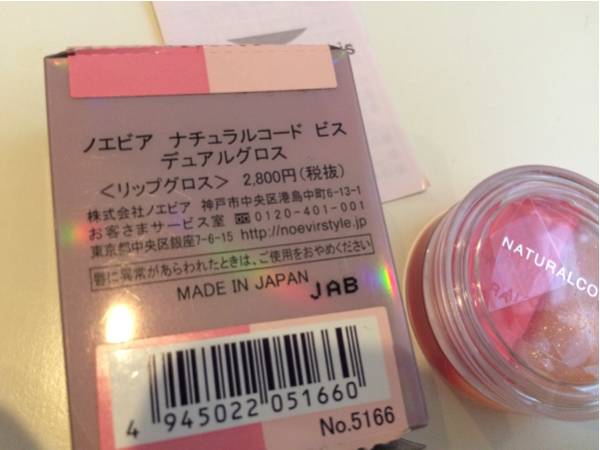 ノエビア ナチュラルコード ビス
デュアルグロス
<リップグロス> 2,800円(税抜)
株式会社ノエビア 神戸市中央区港島中町6-13-1
お客さまサービス室 0120-401-001
東京都中央区銀座7-6-15 http://noevirstyle.jp
唇に異常があらわれたときは、ご使用をおやめください
MADE IN JAPAN JAB
4 945022 051660
No.5166
NATURALCO